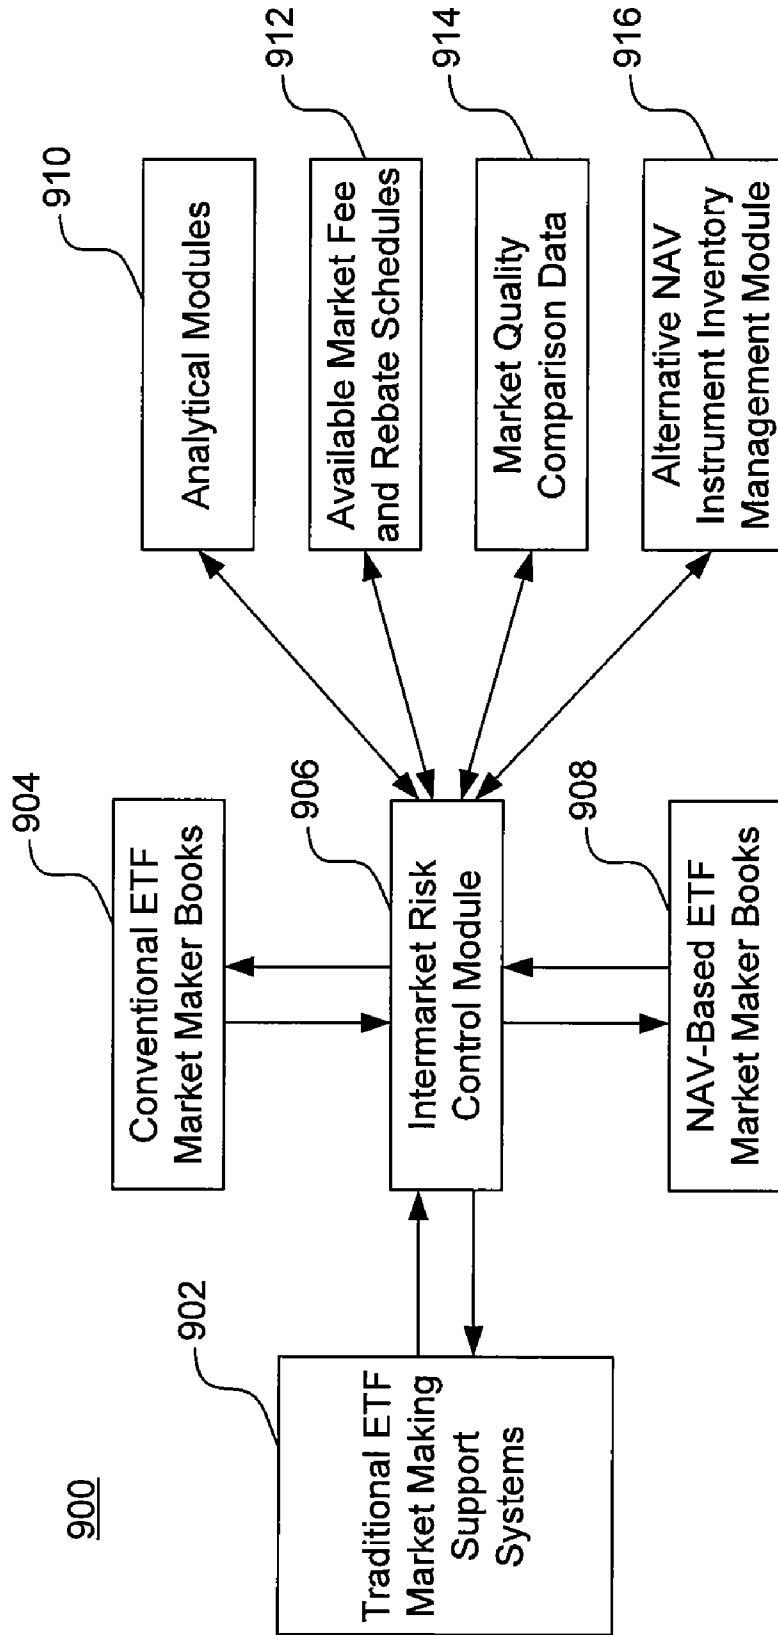 900
902
Traditional ETF
Market Making
Support
Systems
904
Conventional ETF
Market Maker Books
906
Intermarket Risk
Control Module
908
NAV-Based ETF
Market Maker Books
910
Analytical Modules
912
Available Market Fee
and Rebate Schedules
914
Market Quality
Comparison Data
916
Alternative NAV
Instrument Inventory
Management Module